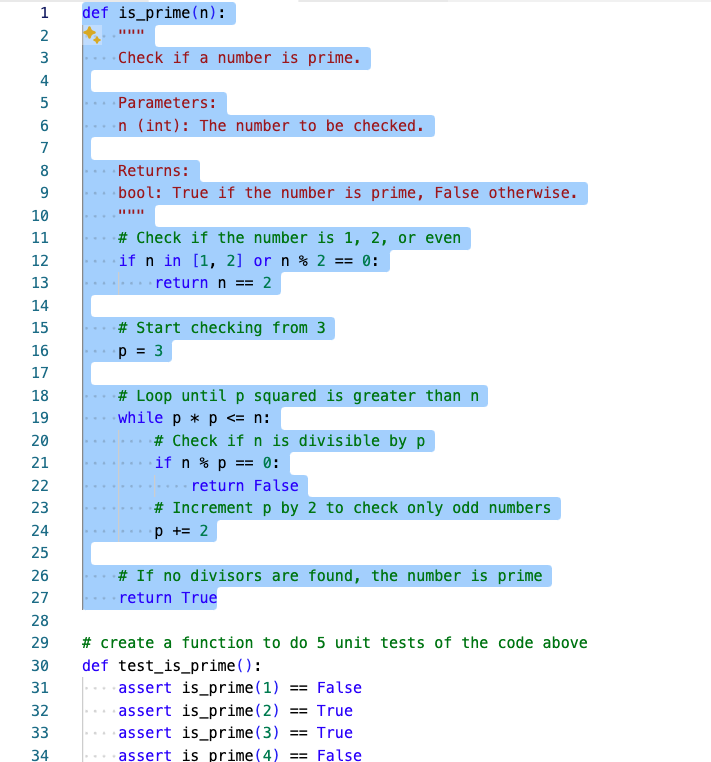 1 def is_prime(n):
2 """
3 Check if a number is prime.
4
5 Parameters:
6 n (int): The number to be checked.
7
8 Returns:
9 bool: True if the number is prime, False otherwise.
10 """
11 # Check if the number is 1, 2, or even
12 if n in [1, 2] or n % 2 == 0:
13 return n == 2
14
15 # Start checking from 3
16 p = 3
17
18 # Loop until p squared is greater than n
19 while p * p <= n:
20 # Check if n is divisible by p
21 if n % p == 0:
22 return False
23 # Increment p by 2 to check only odd numbers
24 p += 2
25
26 # If no divisors are found, the number is prime
27 return True
28
29 # create a function to do 5 unit tests of the code above
30 def test_is_prime():
31 assert is_prime(1) == False
32 assert is_prime(2) == True
33 assert is_prime(3) == True
34 assert is_prime(4) == False